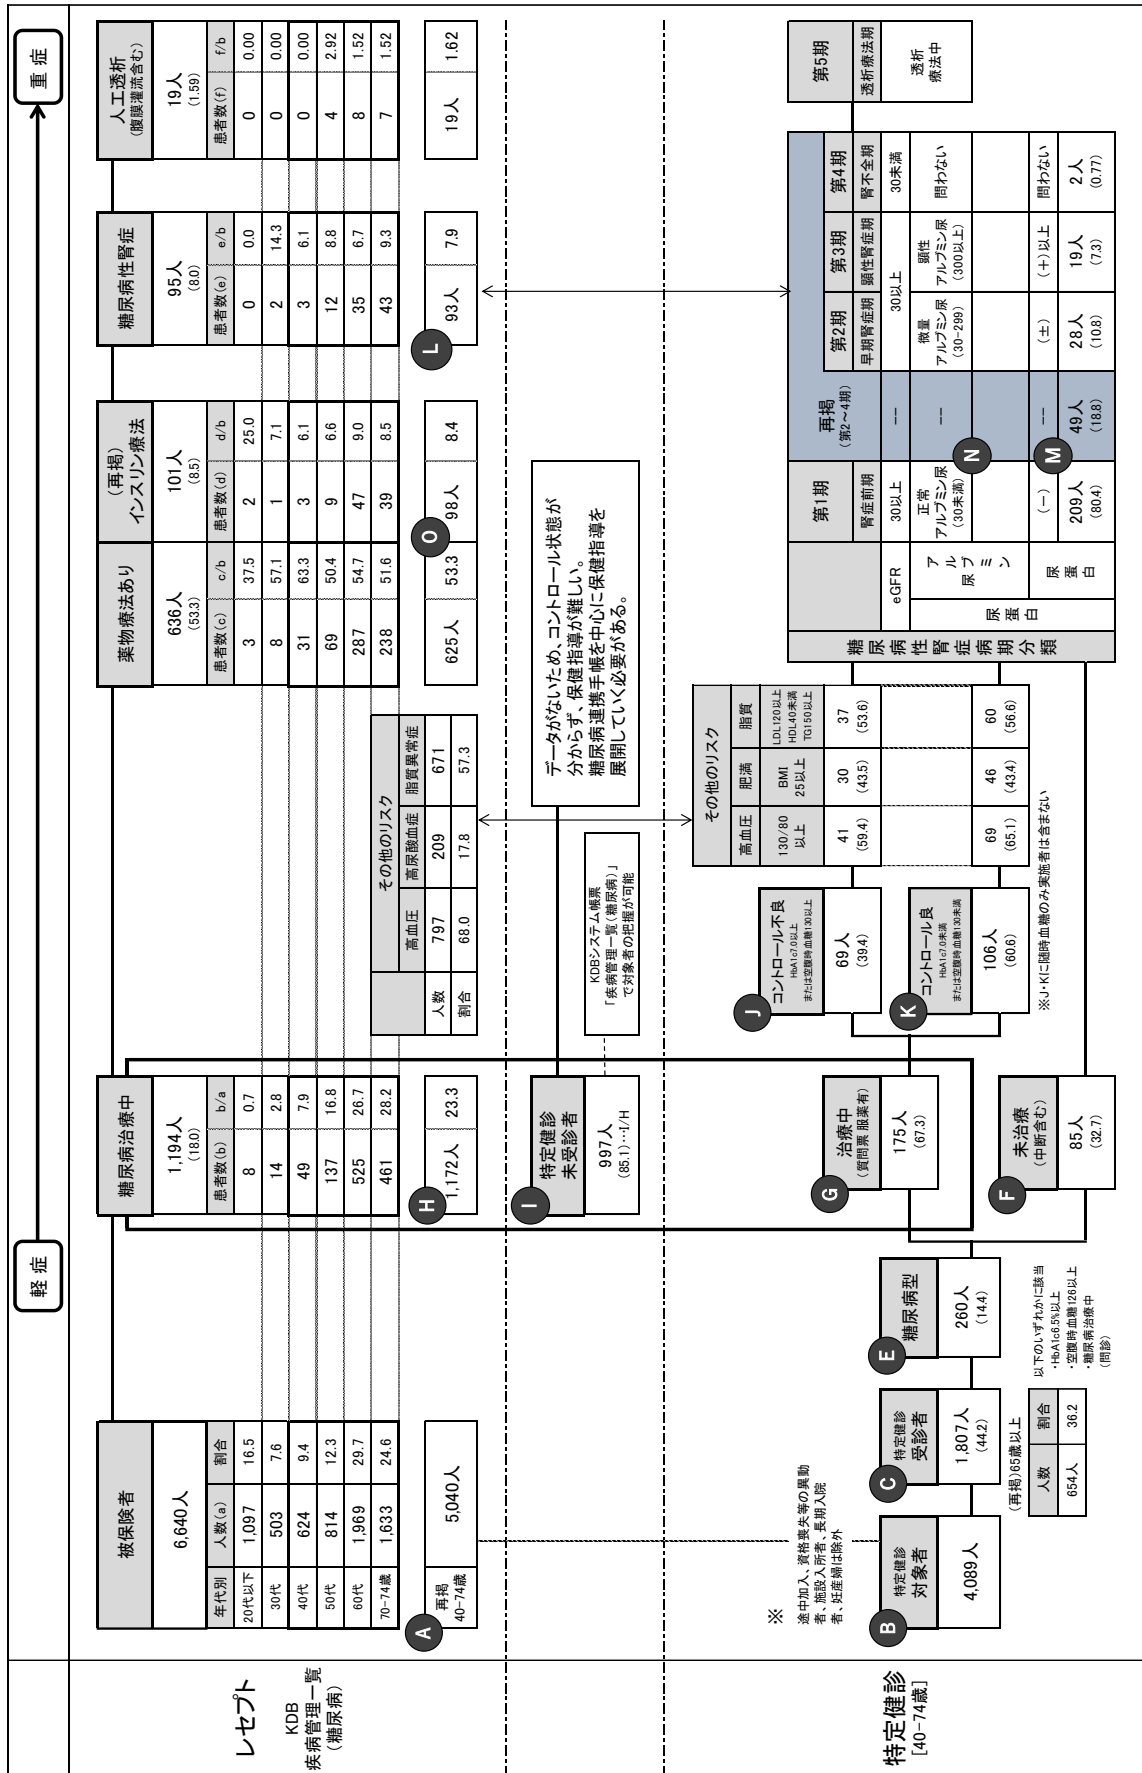 軽症
重症
レセプト
KDB
疾病管理一覧
(糖尿病)
被保険者
6,640人
年代別 人数(a) 割合
20代以下 1,097 16.5
30代 503 7.6
40代 624 9.4
50代 814 12.3
60代 1,969 29.7
70-74歳 1,633 24.6
A
再掲
40-74歳
5,040人
糖尿病治療中
1,194人
(18.0)
患者数(b) b/a
8 0.7
14 2.8
49 7.9
137 16.8
525 26.7
461 28.2
H
1,172人 23.3
その他のリスク
高血圧 高尿酸血症 脂質異常症
人数 797 209 671
割合 68.0 17.8 57.3
薬物療法あり
636人
(53.3)
患者数(c) c/b
3 37.5
8 57.1
31 63.3
69 50.4
287 54.7
238 51.6
625人 53.3
(再掲)
インスリン療法
101人
(8.5)
患者数(d) d/b
2 25.0
1 7.1
3 6.1
9 6.6
47 9.0
39 8.5
O
98人 8.4
糖尿病性腎症
95人
(8.0)
患者数(e) e/b
0 0.0
2 14.3
3 6.1
12 8.8
35 6.7
43 9.3
L
93人 7.9
人工透析
(腹膜灌流含む)
19人
(1.59)
患者数(f) f/b
0 0.00
0 0.00
0 0.00
4 2.92
8 1.52
7 1.52
19人 1.62
I
特定健診
未受診者
997人
(85.1)…I/H
KDBシステム帳票
「疾病管理一覧(糖尿病)」
で対象者の把握が可能
データがないため、コントロール状態が
分からず、保健指導が難しい。
糖尿病連携手帳を中心に保健指導を
展開していく必要がある。
特定健診
[40-74歳]
※
途中加入、資格喪失等の異動
者、施設入所者、長期入院
者、妊産婦は除外
B
特定健診
対象者
4,089人
C
特定健診
受診者
1,807人
(44.2)
(再掲)65歳以上
人数 割合
654人 36.2
E
糖尿病型
260人
(14.4)
以下のいずれかに該当
・HbA1c6.5%以上
・空腹時血糖126以上
・糖尿病治療中
(問診)
G
治療中
(質問票 服薬有)
175人
(67.3)
F
未治療
(中断含む)
85人
(32.7)
J
コントロール不良
HbA1c7.0以上
または空腹時血糖130以上
69人
(39.4)
K
コントロール良
HbA1c7.0未満
または空腹時血糖130未満
106人
(60.6)
※J・Kに随時血糖のみ実施者は含まない
その他のリスク
高血圧 肥満 脂質
130/80
以上
BMI
25以上
LDL120以上
HDL40未満
TG150以上
41
(59.4)
30
(43.5)
37
(53.6)
69
(65.1)
46
(43.4)
60
(56.6)
糖尿病性腎症病期分類
eGFR
尿蛋白
尿アルブミン
尿蛋白
第1期
腎症前期
30以上
正常
アルブミン尿
(30未満)
(-)
209人
(80.4)
再掲
(第2~4期)
--
--
N
M
--
49人
(18.8)
第2期
早期腎症期
30以上
微量
アルブミン尿
(30-299)
(±)
28人
(10.8)
第3期
顕性腎症期
顕性
アルブミン尿
(300以上)
(+)以上
19人
(7.3)
第4期
腎不全期
30未満
問わない
問わない
2人
(0.77)
第5期
透析療法期
透析
療法中